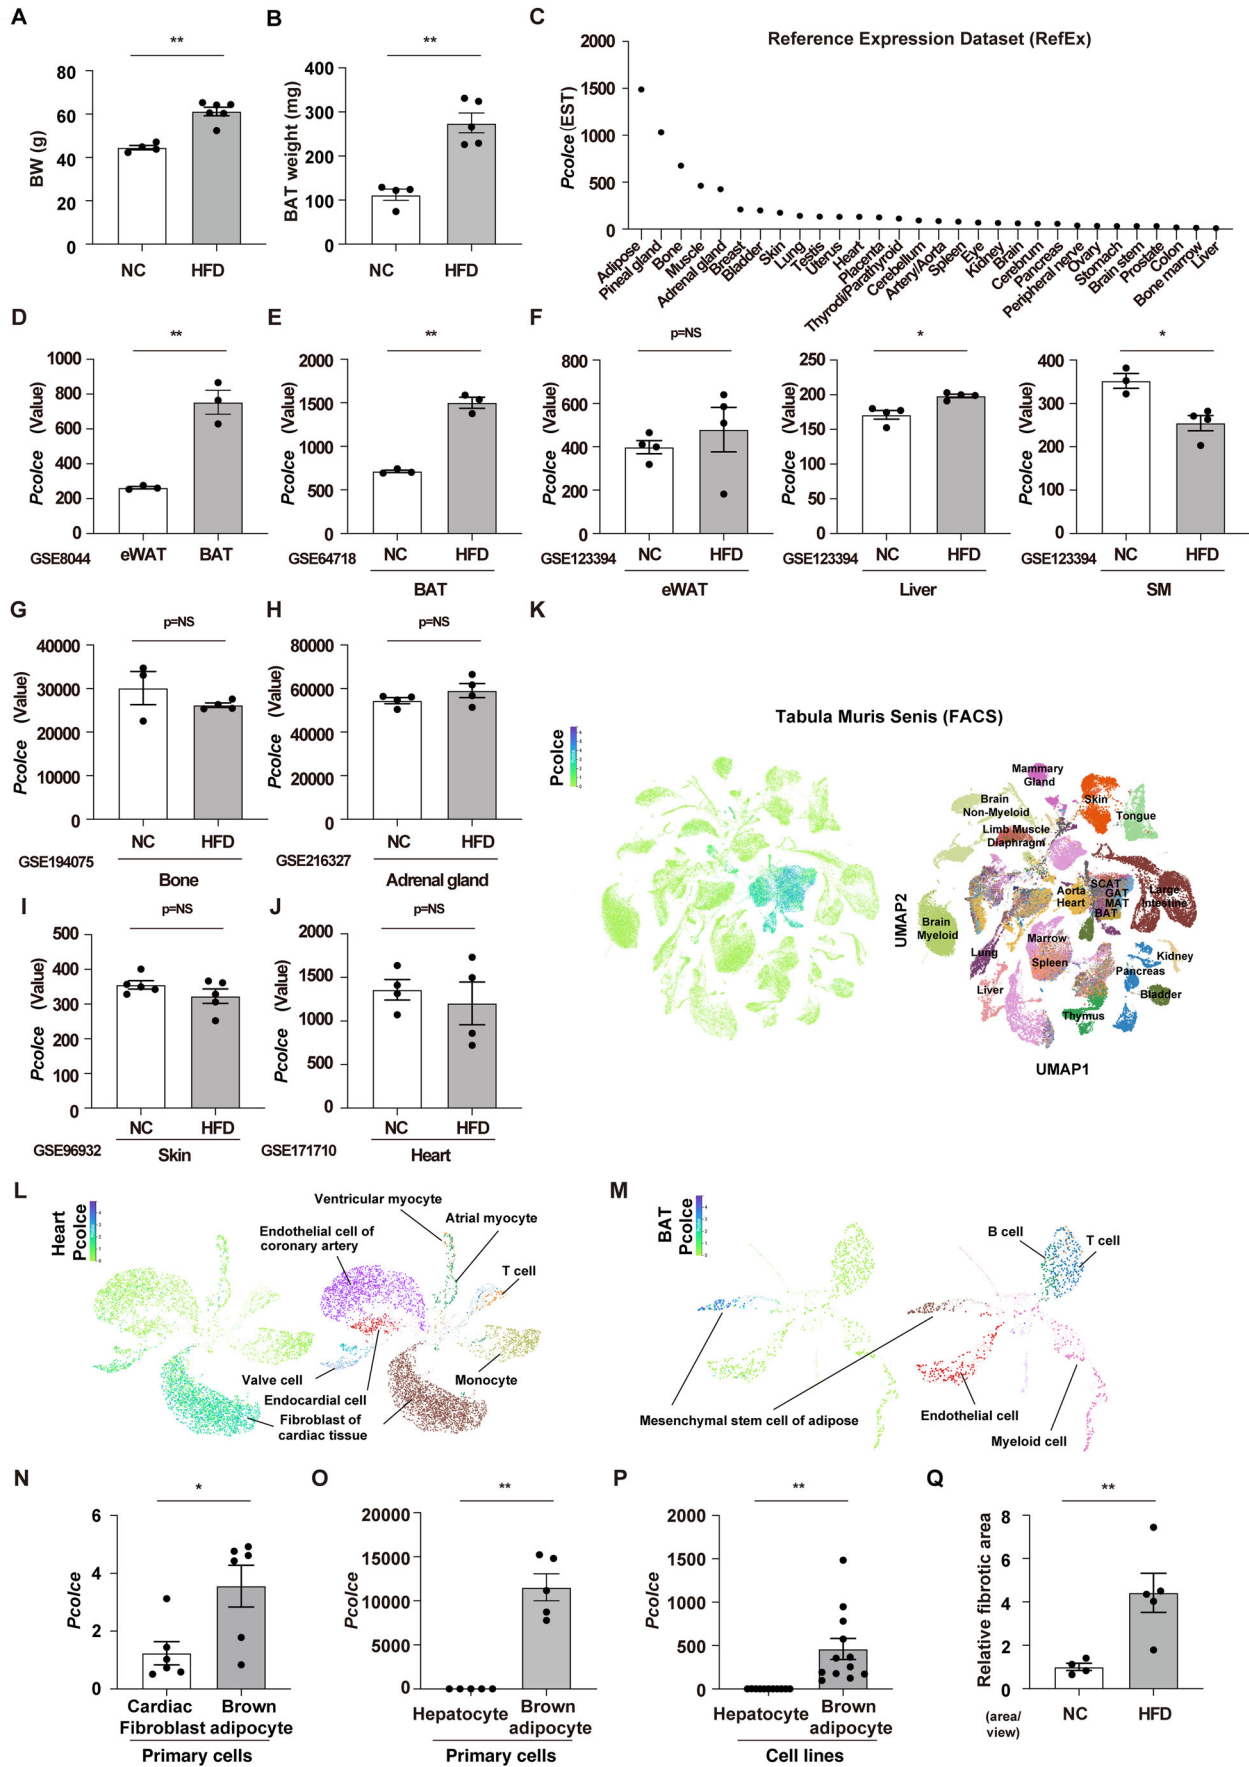 A
**
BW (g)
80
60
40
20
0
NC
HFD
B
**
BAT weight (mg)
400
300
200
100
0
NC
HFD
C
Reference Expression Dataset (RefEx)
Pcolce (EST)
2000
1500
1000
500
0
Adipose
Pineal gland
Bone
Muscle
Adrenal gland
Breast
Bladder
Skin
Lung
Testis
Uterus
Heart
Placenta
Thyrodi/Parathyroid
Cerebellum
Artery/Aorta
Spleen
Eye
Kidney
Brain
Cerebrum
Pancreas
Peripheral nerve
Ovary
Stomach
Brain stem
Prostate
Colon
Bone marrow
Liver
D
**
Pcolce (Value)
1000
800
600
400
200
0
GSE8044
eWAT
BAT
E
**
Pcolce (Value)
2000
1500
1000
500
0
GSE64718
NC
HFD
BAT
F
p=NS
Pcolce (Value)
800
600
400
200
0
GSE123394
NC
HFD
eWAT
*
Pcolce (Value)
250
200
150
100
50
0
GSE123394
NC
HFD
Liver
*
Pcolce (Value)
400
300
200
100
0
GSE123394
NC
HFD
SM
G
p=NS
Pcolce (Value)
40000
30000
20000
10000
0
GSE194075
NC
HFD
Bone
H
p=NS
Pcolce (Value)
80000
60000
40000
20000
0
GSE216327
NC
HFD
Adrenal gland
I
p=NS
Pcolce (Value)
500
400
300
200
100
0
GSE96932
NC
HFD
Skin
J
p=NS
Pcolce (Value)
2000
1500
1000
500
0
GSE171710
NC
HFD
Heart
K
Tabula Muris Senis (FACS)
Pcolce
Mammary
Gland
Brain
Non-Myeloid
Skin
Tongue
Limb Muscle
Diaphragm
Aorta
Heart
SCAT
GAT
MAT
BAT
Large
Intestine
Brain
Myeloid
Marrow
Spleen
Lung
Kidney
Pancreas
Liver
Bladder
Thymus
UMAP2
UMAP1
L
Heart
Pcolce
Ventricular myocyte
Endothelial cell of
coronary artery
Atrial myocyte
T cell
Valve cell
Monocyte
Endocardial cell
Fibroblast of
cardiac tissue
M
BAT
Pcolce
B cell
T cell
Mesenchymal stem cell of adipose
Endothelial cell
Myeloid cell
N
*
Pcolce
6
4
2
0
Cardiac
Fibroblast
Brown
adipocyte
Primary cells
O
**
Pcolce
20000
15000
10000
5000
0
Hepatocyte
Brown
adipocyte
Primary cells
P
**
Pcolce
2000
1500
1000
500
0
Hepatocyte
Brown
adipocyte
Cell lines
Q
**
Relative fibrotic area
8
6
4
2
0
(area/
view)
NC
HFD